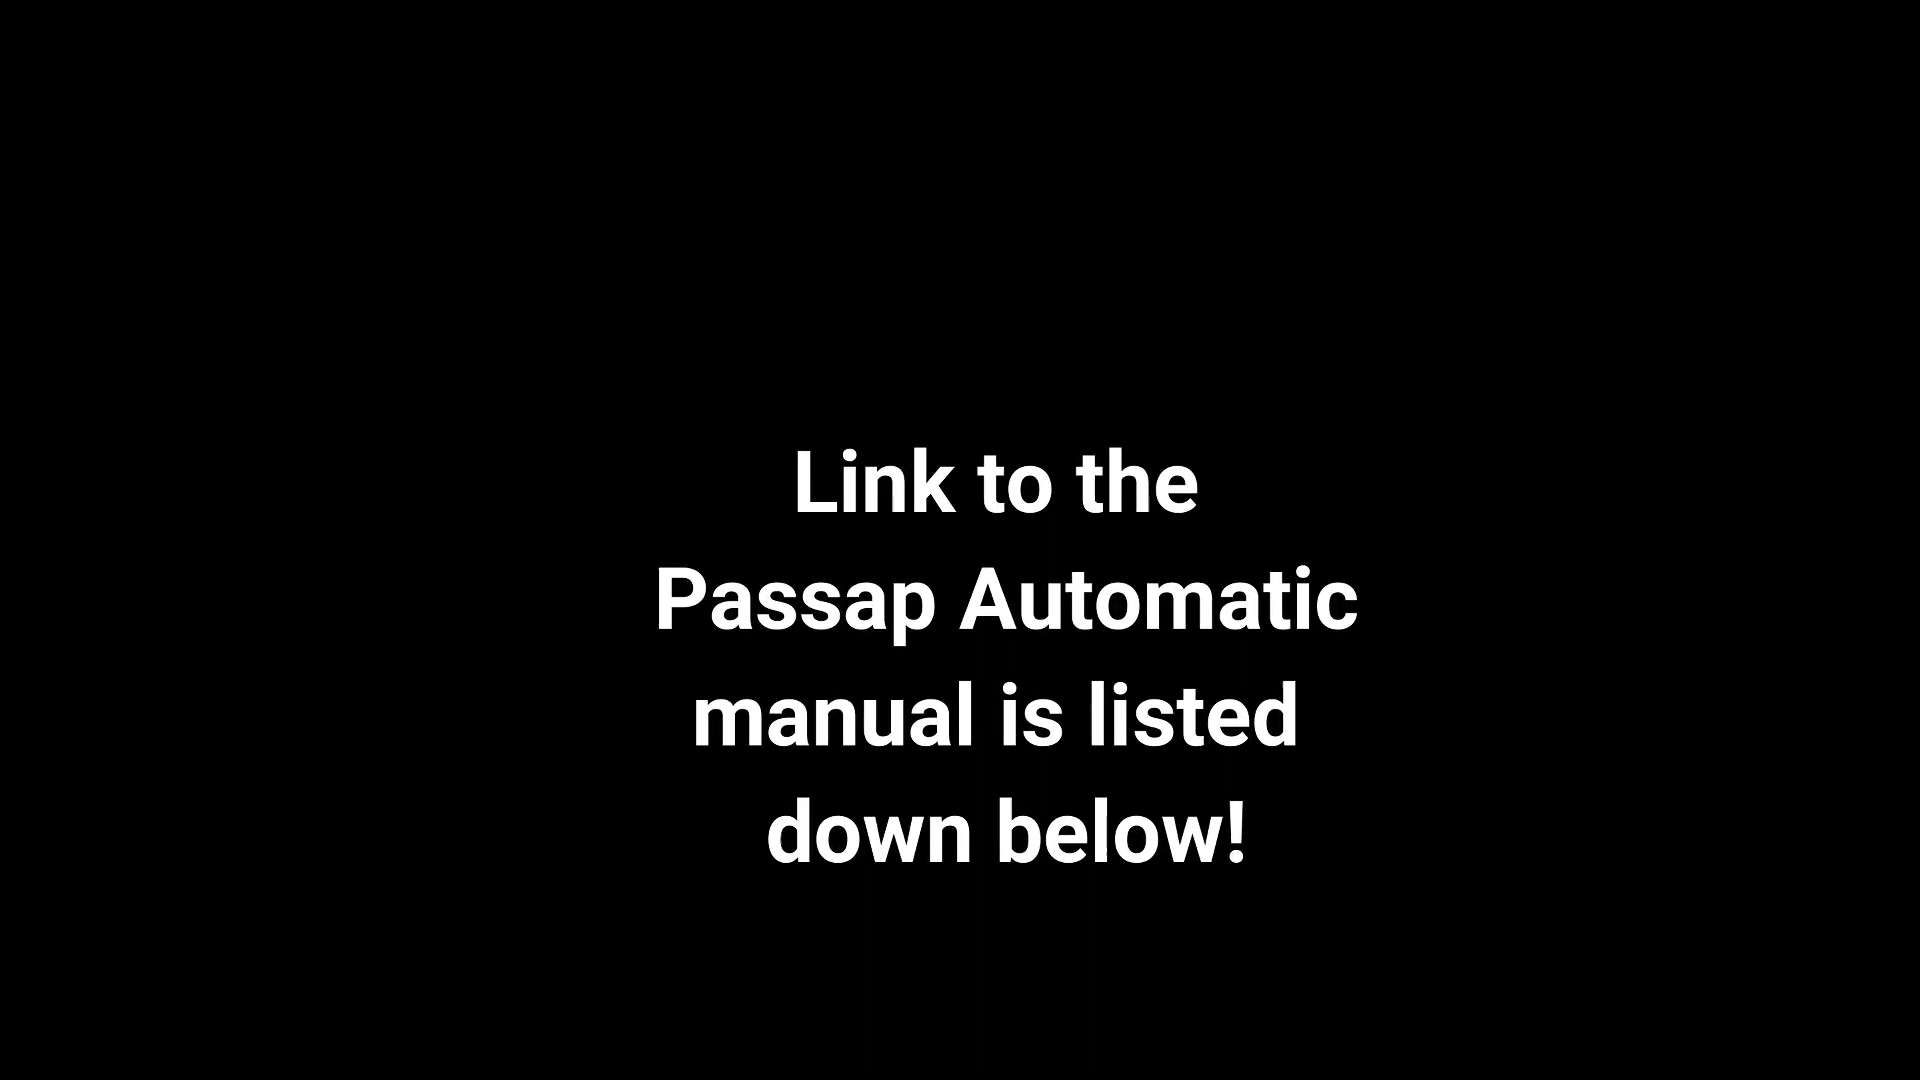 Link to the
Passap Automatic
manual is listed
down below!